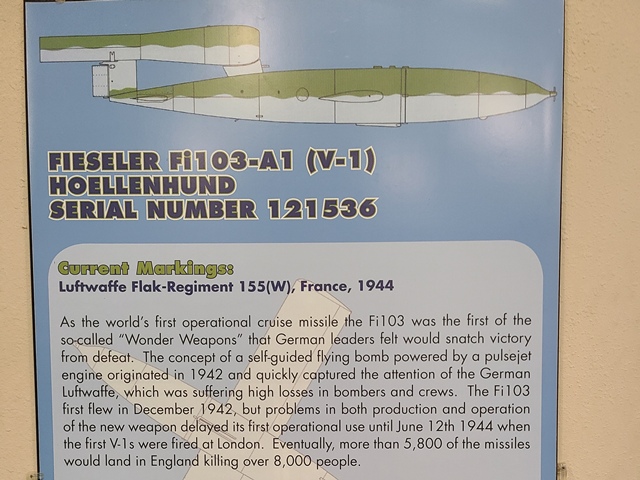 FIESELER Fi103-A1 (V-1)
HOELLENHUND
SERIAL NUMBER 121536
Current Markings:
Luftwaffe Flak-Regiment 155(W), France, 1944
As the world's first operational cruise missile the Fi103 was the first of the
so-called "Wonder Weapons" that German leaders felt would snatch victory
from defeat. The concept of a self-guided flying bomb powered by a pulsejet
engine originated in 1942 and quickly captured the attention of the German
Luftwaffe, which was suffering high losses in bombers and crews. The Fi103
first flew in December 1942, but problems in both production and operation
of the new weapon delayed its first operational use until June 12th 1944 when
the first V-1s were fired at London. Eventually, more than 5,800 of the missiles
would land in England killing over 8,000 people.